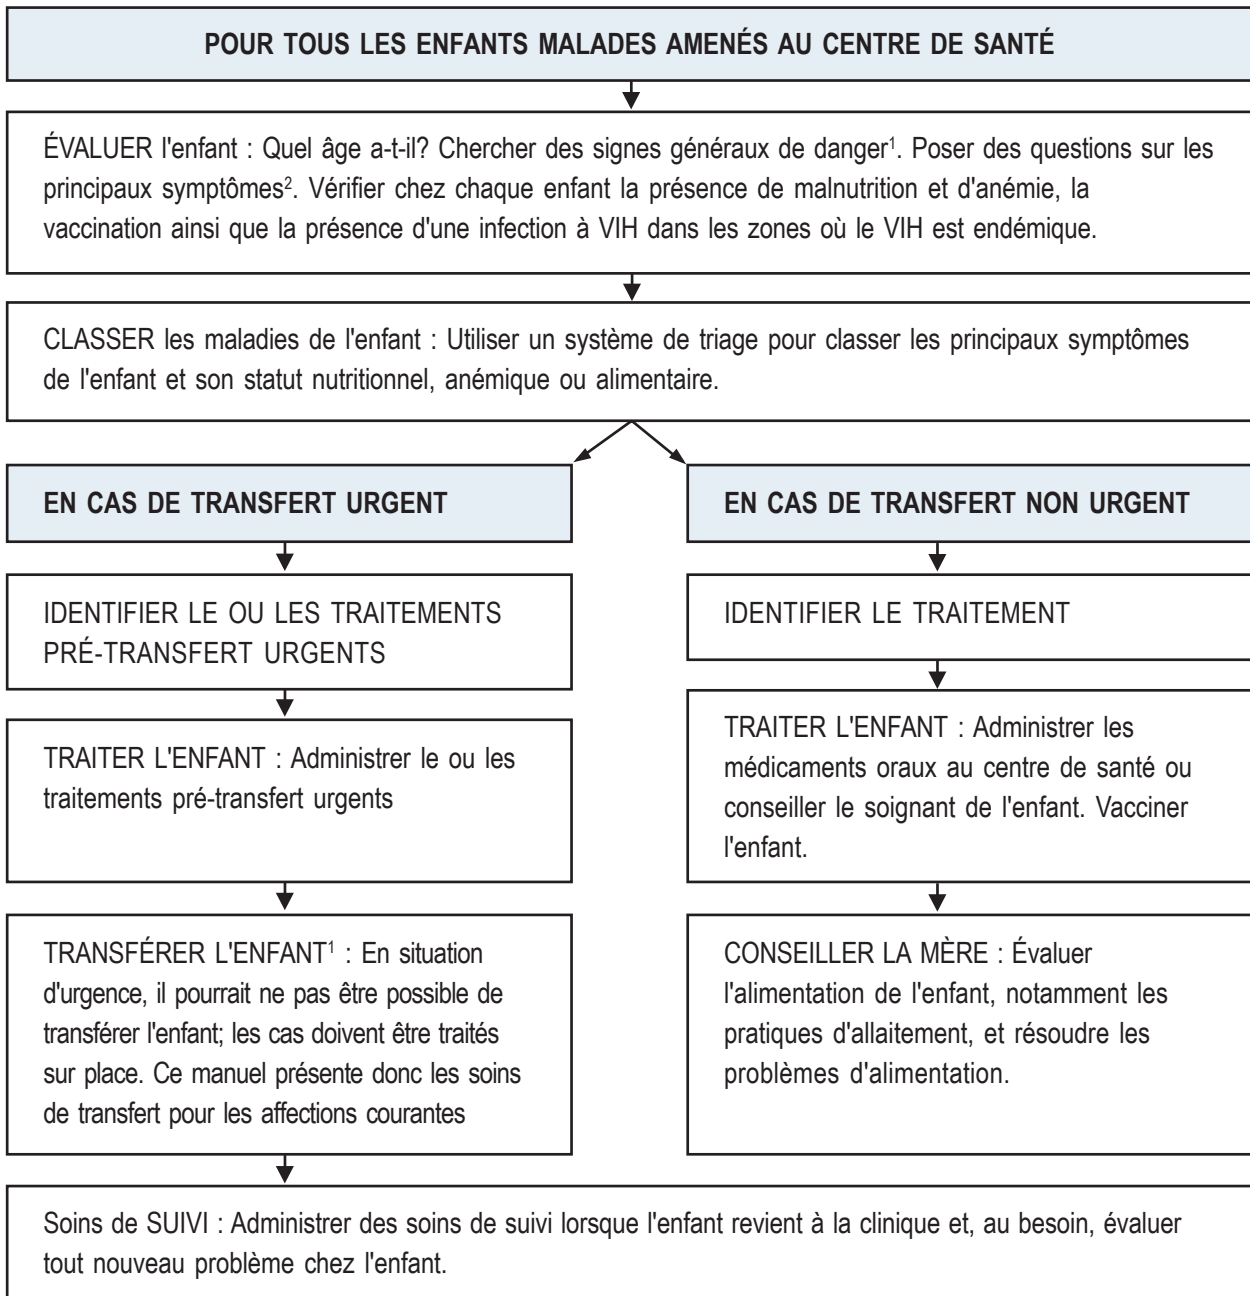 POUR TOUS LES ENFANTS MALADES AMENÉS AU CENTRE DE SANTÉ
ÉVALUER l'enfant : Quel âge a-t-il? Chercher des signes généraux de danger¹. Poser des questions sur les
principaux symptômes². Vérifier chez chaque enfant la présence de malnutrition et d'anémie, la
vaccination ainsi que la présence d'une infection à VIH dans les zones où le VIH est endémique.
CLASSER les maladies de l'enfant : Utiliser un système de triage pour classer les principaux symptômes
de l'enfant et son statut nutritionnel, anémique ou alimentaire.
EN CAS DE TRANSFERT URGENT
IDENTIFIER LE OU LES TRAITEMENTS
PRÉ-TRANSFERT URGENTS
TRAITER L'ENFANT : Administrer le ou les
traitements pré-transfert urgents
TRANSFÉRER L'ENFANT¹ : En situation
d'urgence, il pourrait ne pas être possible de
transférer l'enfant; les cas doivent être traités
sur place. Ce manuel présente donc les soins
de transfert pour les affections courantes
EN CAS DE TRANSFERT NON URGENT
IDENTIFIER LE TRAITEMENT
TRAITER L'ENFANT : Administrer les
médicaments oraux au centre de santé ou
conseiller le soignant de l'enfant. Vacciner
l'enfant.
CONSEILLER LA MÈRE : Évaluer
l'alimentation de l'enfant, notamment les
pratiques d'allaitement, et résoudre les
problèmes d'alimentation.
Soins de SUIVI : Administrer des soins de suivi lorsque l'enfant revient à la clinique et, au besoin, évaluer
tout nouveau problème chez l'enfant.